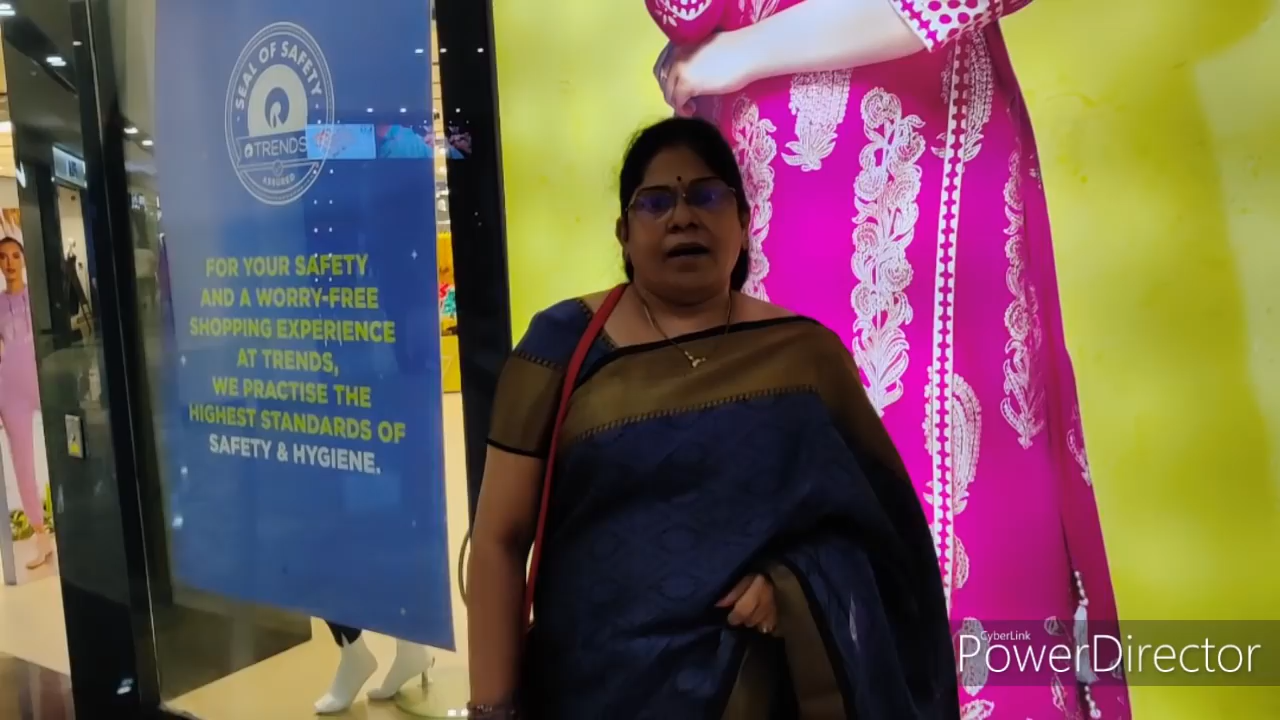 SEAL OF SAFETY
TRENDS
ASSURED
FOR YOUR SAFETY
AND A WORRY-FREE
SHOPPING EXPERIENCE
AT TRENDS,
WE PRACTISE THE
HIGHEST STANDARDS OF
SAFETY & HYGIENE.
CyberLink
PowerDirector